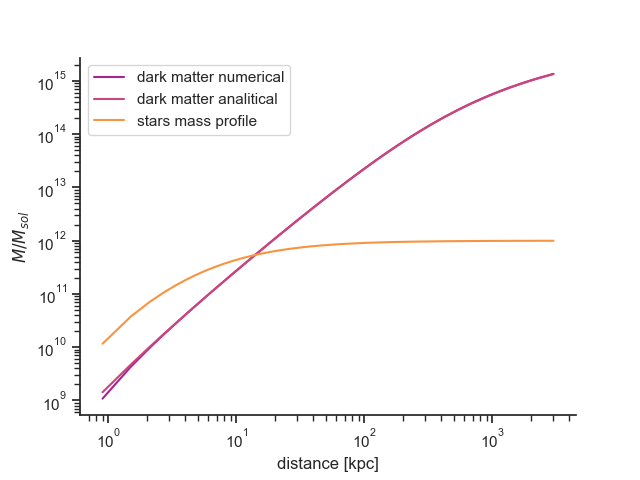 dark matter numerical
dark matter analitical
stars mass profile
10^15
10^14
10^13
10^12
10^11
10^10
10^9
M/M_sol
10^0 10^1 10^2 10^3
distance [kpc]